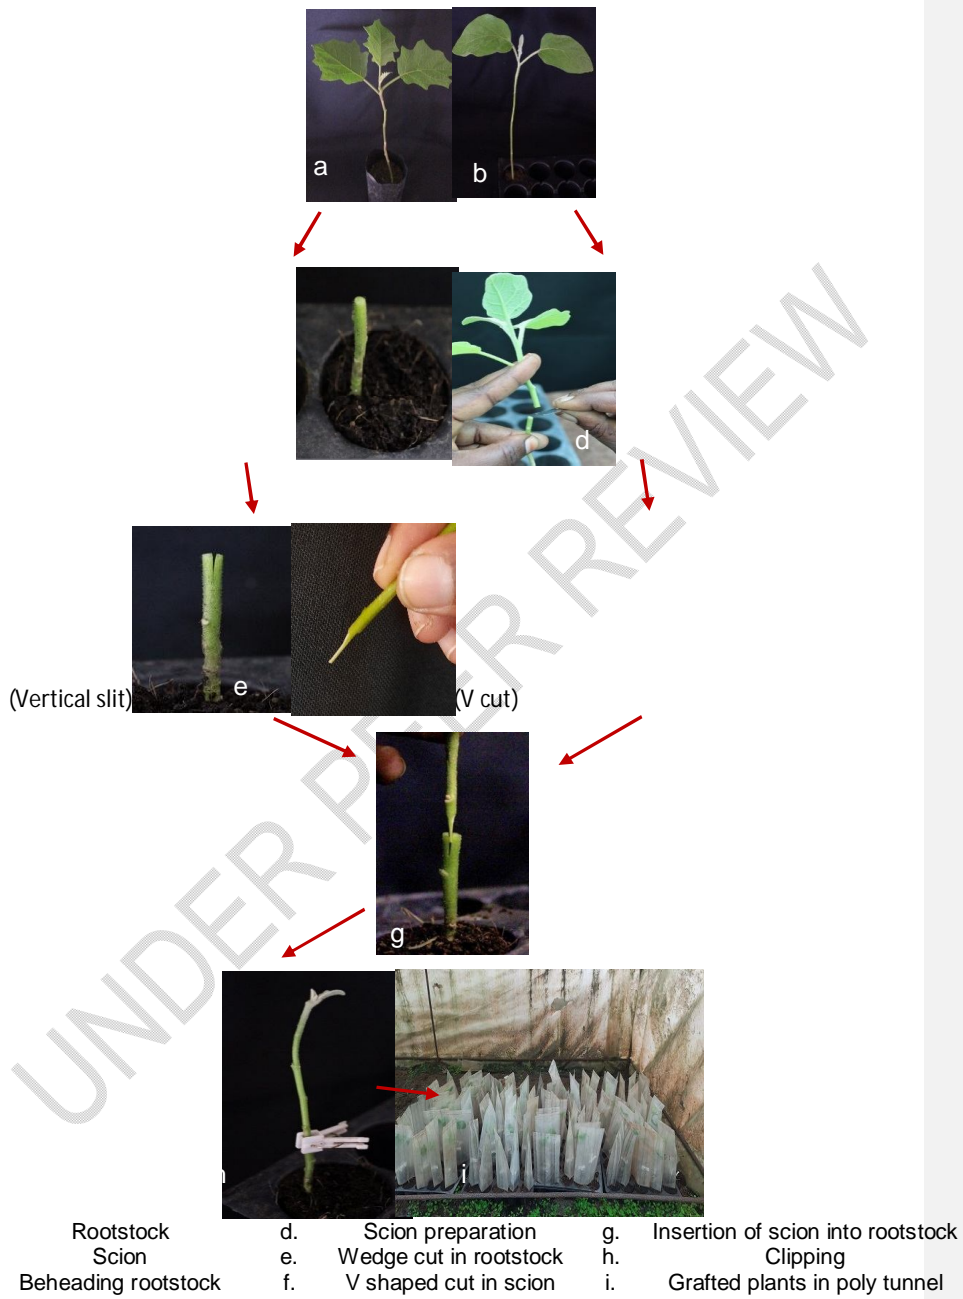 a
b
d
(Vertical slit)
e
(V cut)
g
i
Rootstock d. Scion preparation g. Insertion of scion into rootstock
Scion e. Wedge cut in rootstock h. Clipping
Beheading rootstock f. V shaped cut in scion i. Grafted plants in poly tunnel
UNDER PEER REVIEW